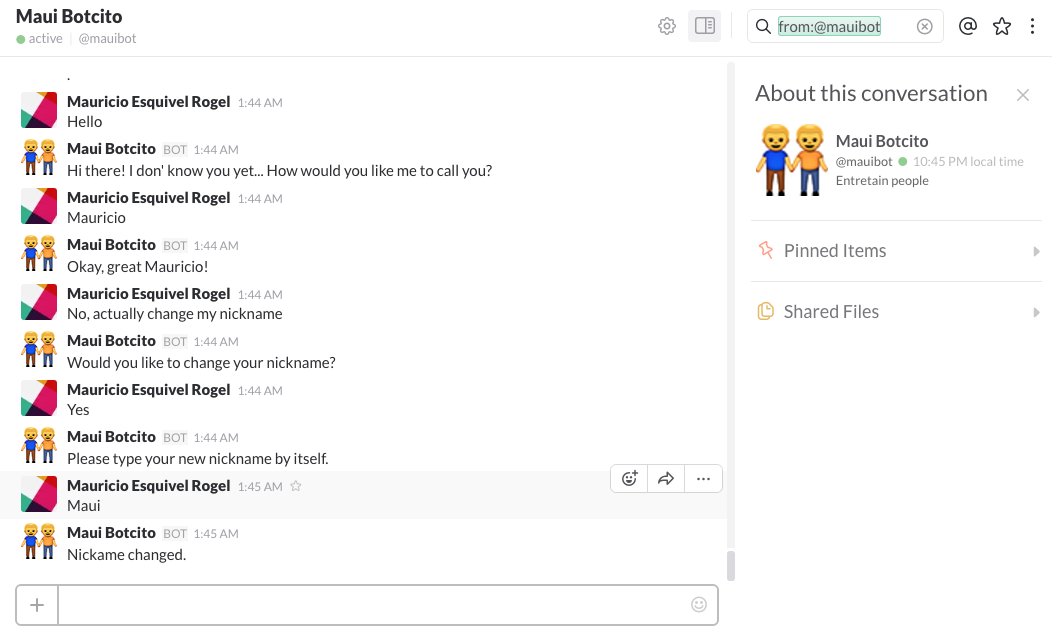 Maui Botcito
active | @mauibot
from:@mauibot
.
Mauricio Esquivel Rogel 1:44 AM
Hello
Maui Botcito BOT 1:44 AM
Hi there! I don' know you yet... How would you like me to call you?
Mauricio Esquivel Rogel 1:44 AM
Mauricio
Maui Botcito BOT 1:44 AM
Okay, great Mauricio!
Mauricio Esquivel Rogel 1:44 AM
No, actually change my nickname
Maui Botcito BOT 1:44 AM
Would you like to change your nickname?
Mauricio Esquivel Rogel 1:44 AM
Yes
Maui Botcito BOT 1:44 AM
Please type your new nickname by itself.
Mauricio Esquivel Rogel 1:45 AM
Maui
Maui Botcito BOT 1:45 AM
Nickame changed.
About this conversation
Maui Botcito
@mauibot 10:45 PM local time
Entretain people
Pinned Items
Shared Files